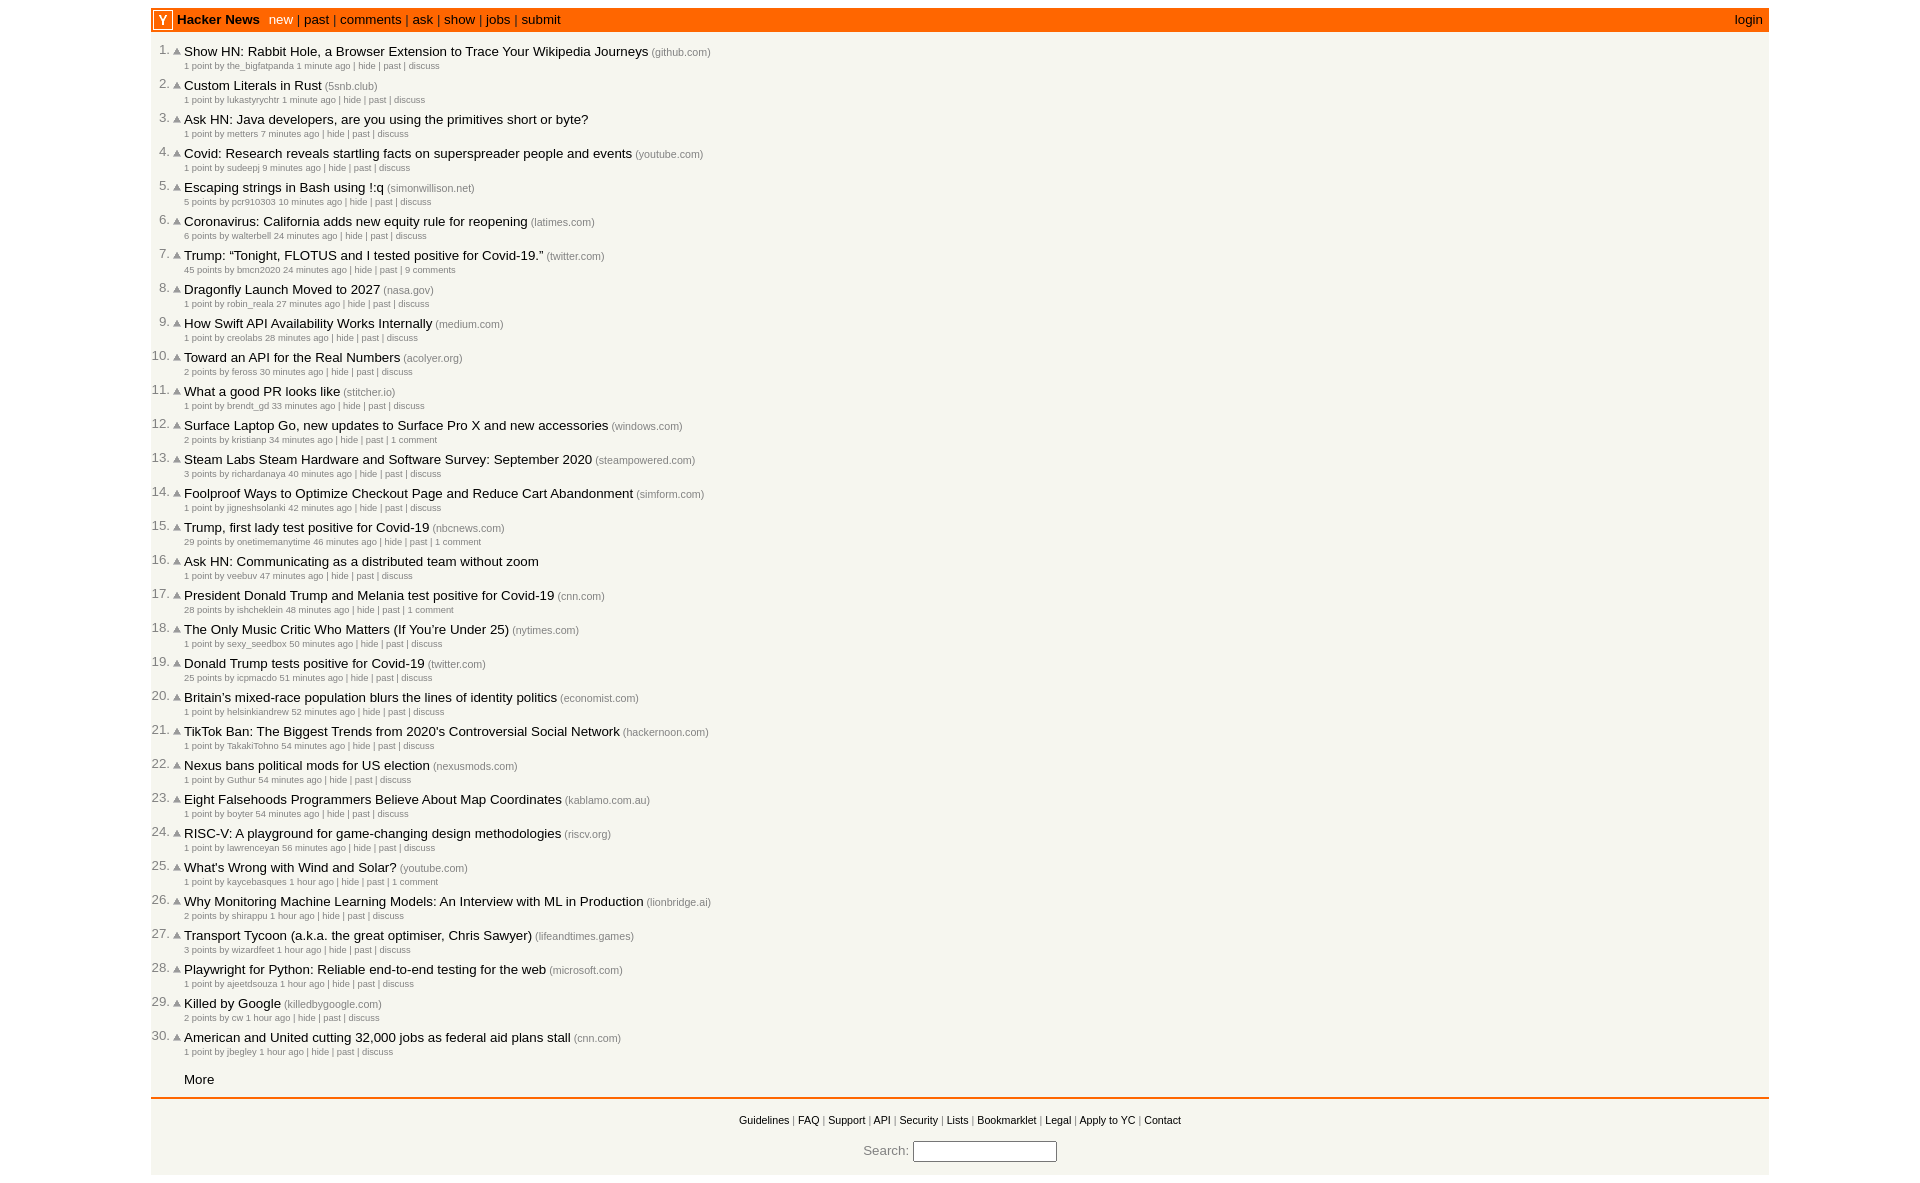 Y Hacker News new | past | comments | ask | show | jobs | submit login
1. Show HN: Rabbit Hole, a Browser Extension to Trace Your Wikipedia Journeys (github.com)
1 point by the_bigfatpanda 1 minute ago | hide | past | discuss
2. Custom Literals in Rust (5snb.club)
1 point by lukastyrychtr 1 minute ago | hide | past | discuss
3. Ask HN: Java developers, are you using the primitives short or byte?
1 point by metters 7 minutes ago | hide | past | discuss
4. Covid: Research reveals startling facts on superspreader people and events (youtube.com)
1 point by sudeepj 9 minutes ago | hide | past | discuss
5. Escaping strings in Bash using !:q (simonwillison.net)
5 points by pcr910303 10 minutes ago | hide | past | discuss
6. Coronavirus: California adds new equity rule for reopening (latimes.com)
6 points by walterbell 24 minutes ago | hide | past | discuss
7. Trump: “Tonight, FLOTUS and I tested positive for Covid-19.” (twitter.com)
45 points by bmcn2020 24 minutes ago | hide | past | 9 comments
8. Dragonfly Launch Moved to 2027 (nasa.gov)
1 point by robin_reala 27 minutes ago | hide | past | discuss
9. How Swift API Availability Works Internally (medium.com)
1 point by creolabs 28 minutes ago | hide | past | discuss
10. Toward an API for the Real Numbers (acolyer.org)
2 points by feross 30 minutes ago | hide | past | discuss
11. What a good PR looks like (stitcher.io)
1 point by brendt_gd 33 minutes ago | hide | past | discuss
12. Surface Laptop Go, new updates to Surface Pro X and new accessories (windows.com)
2 points by kristianp 34 minutes ago | hide | past | 1 comment
13. Steam Labs Steam Hardware and Software Survey: September 2020 (steampowered.com)
3 points by richardanaya 40 minutes ago | hide | past | discuss
14. Foolproof Ways to Optimize Checkout Page and Reduce Cart Abandonment (simform.com)
1 point by jigneshsolanki 42 minutes ago | hide | past | discuss
15. Trump, first lady test positive for Covid-19 (nbcnews.com)
29 points by onetimemanytime 46 minutes ago | hide | past | 1 comment
16. Ask HN: Communicating as a distributed team without zoom
1 point by veebuv 47 minutes ago | hide | past | discuss
17. President Donald Trump and Melania test positive for Covid-19 (cnn.com)
28 points by ishcheklein 48 minutes ago | hide | past | 1 comment
18. The Only Music Critic Who Matters (If You’re Under 25) (nytimes.com)
1 point by sexy_seedbox 50 minutes ago | hide | past | discuss
19. Donald Trump tests positive for Covid-19 (twitter.com)
25 points by icpmacdo 51 minutes ago | hide | past | discuss
20. Britain’s mixed-race population blurs the lines of identity politics (economist.com)
1 point by helsinkiandrew 52 minutes ago | hide | past | discuss
21. TikTok Ban: The Biggest Trends from 2020's Controversial Social Network (hackernoon.com)
1 point by TakakiTohno 54 minutes ago | hide | past | discuss
22. Nexus bans political mods for US election (nexusmods.com)
1 point by Guthur 54 minutes ago | hide | past | discuss
23. Eight Falsehoods Programmers Believe About Map Coordinates (kablamo.com.au)
1 point by boyter 54 minutes ago | hide | past | discuss
24. RISC-V: A playground for game-changing design methodologies (riscv.org)
1 point by lawrenceyan 56 minutes ago | hide | past | discuss
25. What's Wrong with Wind and Solar? (youtube.com)
1 point by kaycebasques 1 hour ago | hide | past | 1 comment
26. Why Monitoring Machine Learning Models: An Interview with ML in Production (lionbridge.ai)
2 points by shirappu 1 hour ago | hide | past | discuss
27. Transport Tycoon (a.k.a. the great optimiser, Chris Sawyer) (lifeandtimes.games)
3 points by wizardfeet 1 hour ago | hide | past | discuss
28. Playwright for Python: Reliable end-to-end testing for the web (microsoft.com)
1 point by ajeetdsouza 1 hour ago | hide | past | discuss
29. Killed by Google (killedbygoogle.com)
2 points by cw 1 hour ago | hide | past | discuss
30. American and United cutting 32,000 jobs as federal aid plans stall (cnn.com)
1 point by jbegley 1 hour ago | hide | past | discuss
More
Guidelines | FAQ | Support | API | Security | Lists | Bookmarklet | Legal | Apply to YC | Contact
Search: